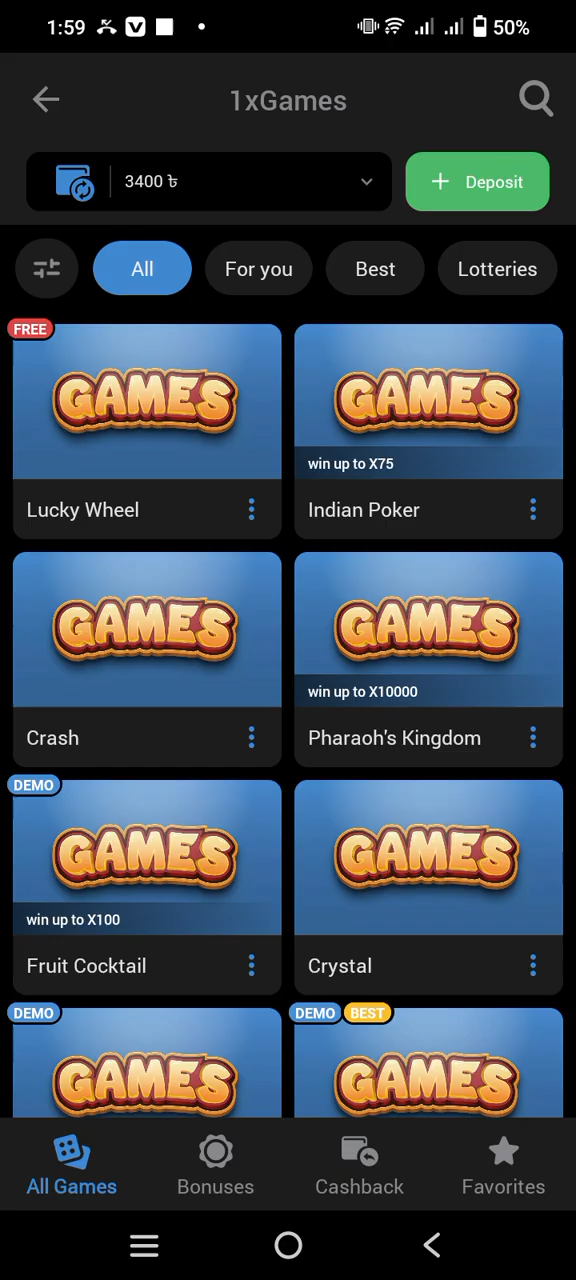 1:59 50%
1xGames
3400 ৳ + Deposit
All For you Best Lotteries
FREE
GAMES GAMES
win up to X75
Lucky Wheel Indian Poker
GAMES GAMES
win up to X10000
Crash Pharaoh's Kingdom
DEMO
GAMES GAMES
win up to X100
Fruit Cocktail Crystal
DEMO DEMO BEST
GAMES GAMES
All Games Bonuses Cashback Favorites